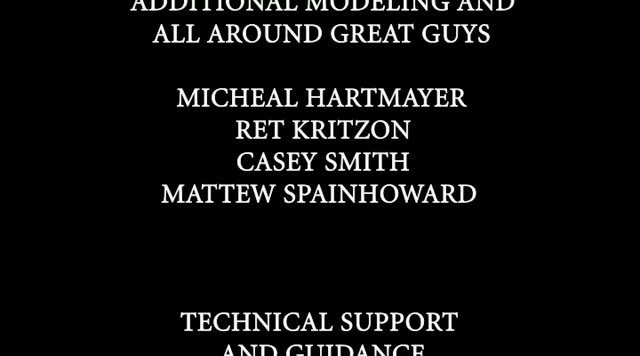 ADDITIONAL MODELING AND
ALL AROUND GREAT GUYS
MICHEAL HARTMAYER
RET KRITZON
CASEY SMITH
MATTEW SPAINHOWARD
TECHNICAL SUPPORT
AND GUIDANCE